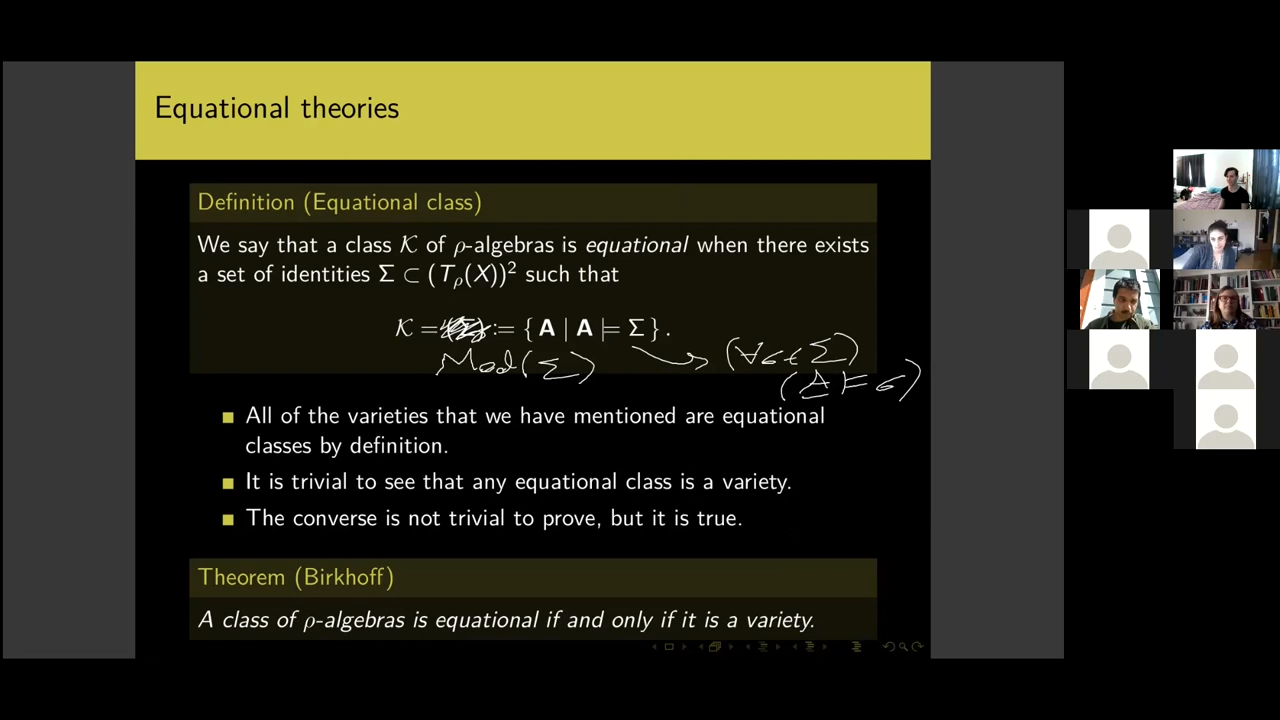 Equational theories
Definition (Equational class)
We say that a class 𝒦 of ρ-algebras is equational when there exists
a set of identities Σ ⊂ (Tρ(X))² such that
𝒦 = := { A | A ⊨ Σ } .
Mod(Σ) → (∀σ∈Σ)
(A ⊨ σ)
All of the varieties that we have mentioned are equational
classes by definition.
It is trivial to see that any equational class is a variety.
The converse is not trivial to prove, but it is true.
Theorem (Birkhoff)
A class of ρ-algebras is equational if and only if it is a variety.